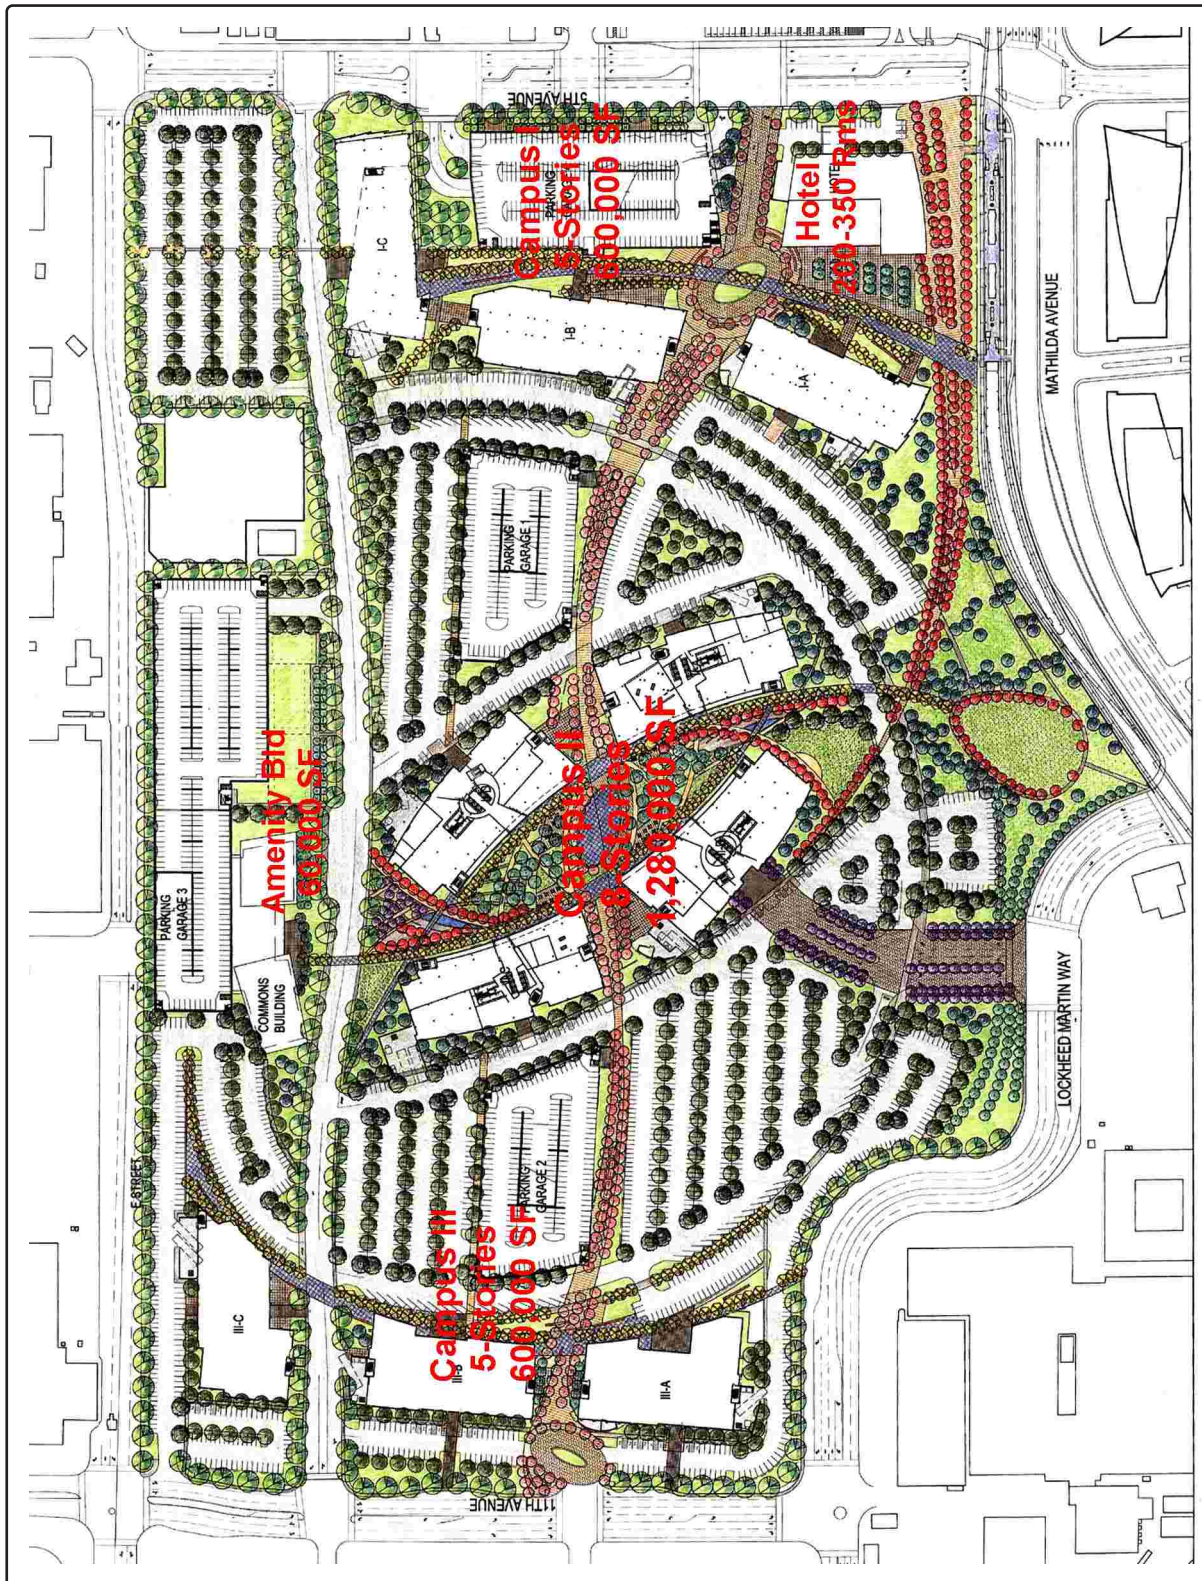 5TH AVENUE
Campus I
5-Stories
600,000 SF
PARKING
Hotel
200-350 Rms
HOTEL
I-C
I-B
I-A
MATHILDA AVENUE
PARKING
GARAGE 1
Amenity Bld
60,000 SF
Campus II
8-Stories
1,280,000 SF
PARKING
GARAGE 3
COMMONS
BUILDING
LOCKHEED MARTIN WAY
E STREET
PARKING
GARAGE 2
Campus III
5-Stories
600,000 SF
III-C
III-B
III-A
11TH AVENUE